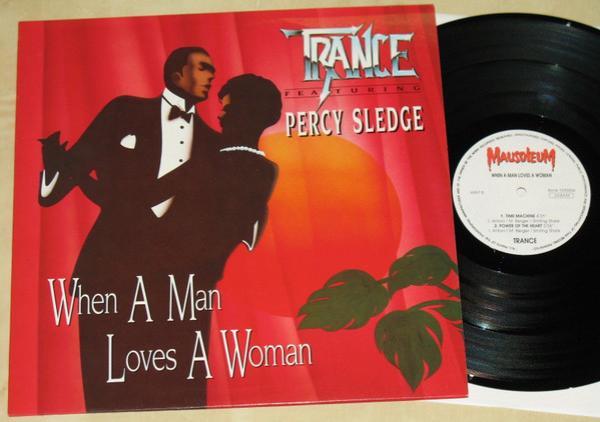 TRANCE
FEATURING
PERCY SLEDGE
When A Man
Loves A Woman
MAUSOLEUM
WHEN A MAN LOVES A WOMAN
1. TIME MACHINE
2. POWER OF THE HEART
TRANCE